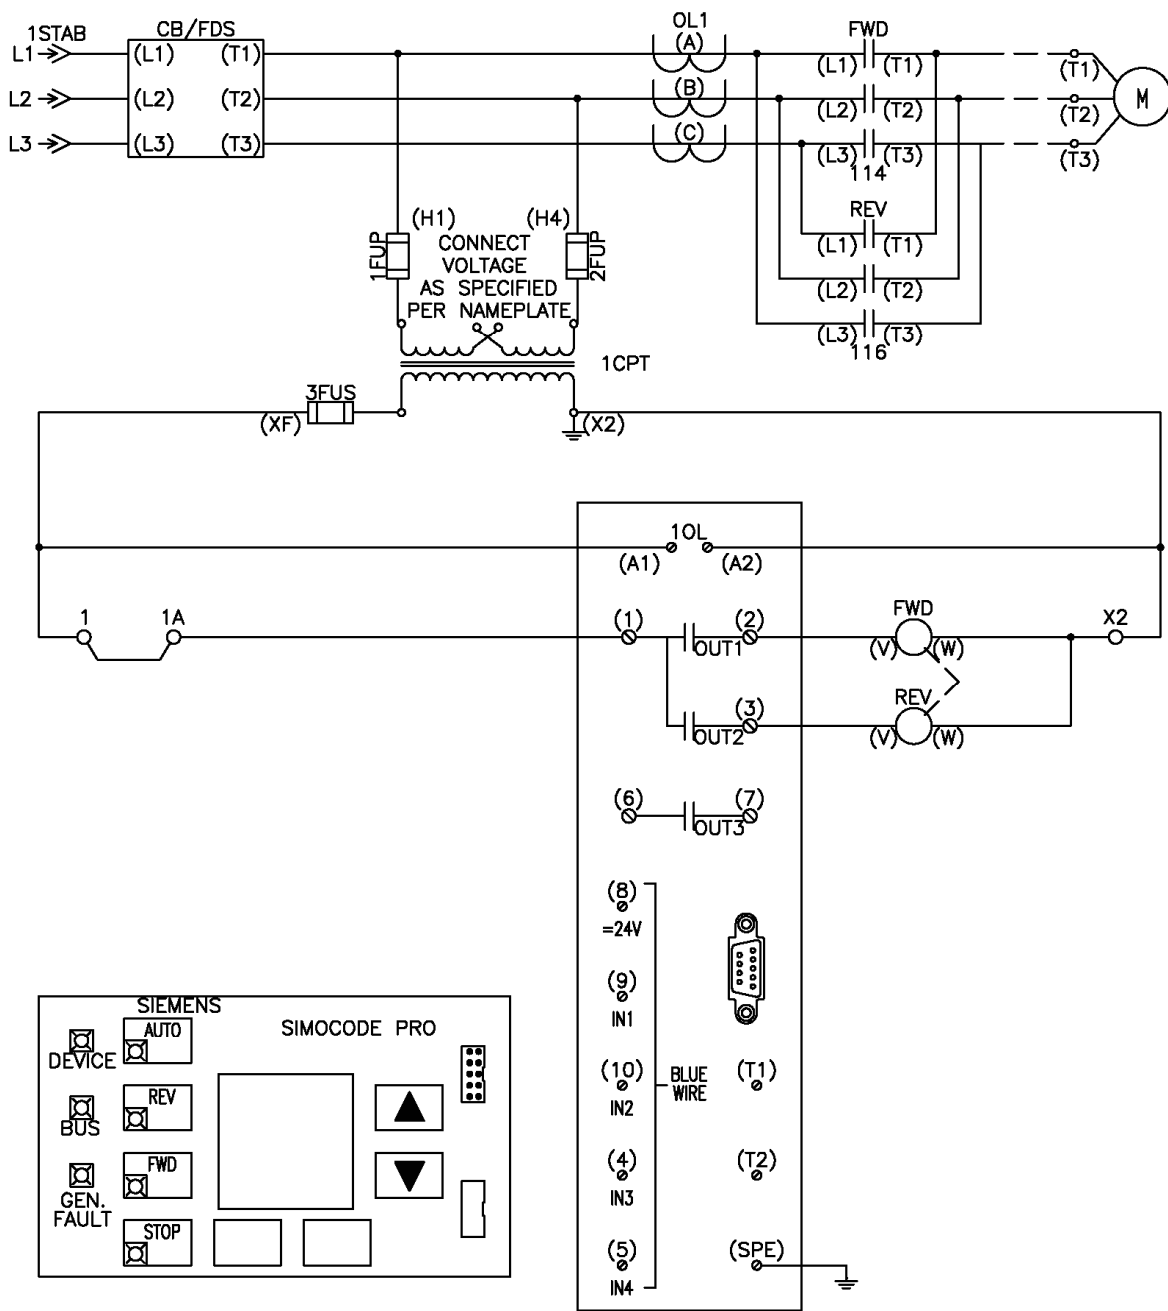 1STAB CB/FDS OL1 FWD
L1 (L1) (T1) (A) (L1) (T1) (T1)
L2 (L2) (T2) (B) (L2) (T2) (T2) M
L3 (L3) (T3) (C) (L3) (T3) (T3)
114
REV
(L1) (T1)
(L2) (T2)
(L3) (T3)
116
(H1) (H4)
1FUP
2FUP
CONNECT
VOLTAGE
AS SPECIFIED
PER NAMEPLATE
1CPT
3FUS
(XF) (X2)
1OL
(A1) (A2)
1 1A (1) (2) FWD X2
OUT1 (V) (W)
(3) REV
OUT2 (V) (W)
(6) (7)
OUT3
(8)
=24V
(9)
IN1
(10) (T1)
IN2
BLUE
WIRE
(4) (T2)
IN3
(5) (SPE)
IN4
SIEMENS
SIMOCODE PRO
AUTO
DEVICE
REV
BUS
FWD
GEN.
FAULT
STOP